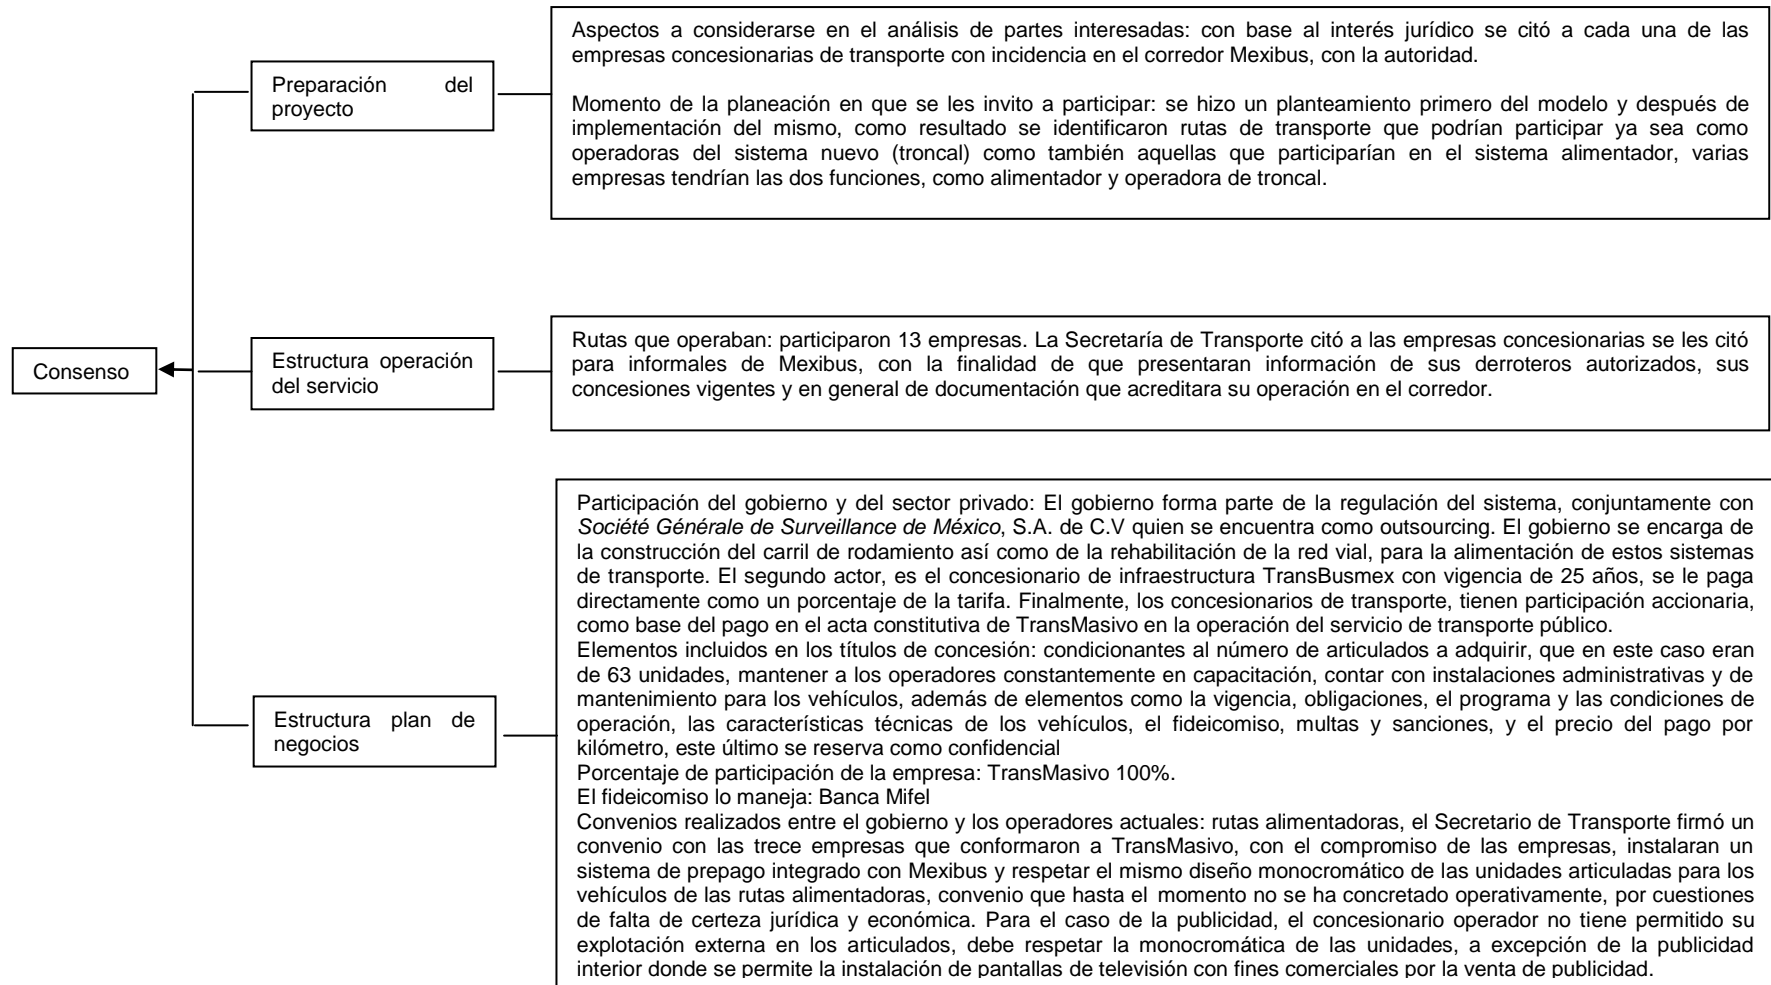 Aspectos a considerarse en el análisis de partes interesadas: con base al interés jurídico se citó a cada una de las
empresas concesionarias de transporte con incidencia en el corredor Mexibus, con la autoridad.
Preparación del
proyecto
Momento de la planeación en que se les invito a participar: se hizo un planteamiento primero del modelo y después de
implementación del mismo, como resultado se identificaron rutas de transporte que podrían participar ya sea como
operadoras del sistema nuevo (troncal) como también aquellas que participarían en el sistema alimentador, varias
empresas tendrían las dos funciones, como alimentador y operadora de troncal.
Consenso
Estructura operación
del servicio
Rutas que operaban: participaron 13 empresas. La Secretaría de Transporte citó a las empresas concesionarias se les citó
para informales de Mexibus, con la finalidad de que presentaran información de sus derroteros autorizados, sus
concesiones vigentes y en general de documentación que acreditara su operación en el corredor.
Estructura plan de
negocios
Participación del gobierno y del sector privado: El gobierno forma parte de la regulación del sistema, conjuntamente con
Société Générale de Surveillance de México, S.A. de C.V quien se encuentra como outsourcing. El gobierno se encarga de
la construcción del carril de rodamiento así como de la rehabilitación de la red vial, para la alimentación de estos sistemas
de transporte. El segundo actor, es el concesionario de infraestructura TransBusmex con vigencia de 25 años, se le paga
directamente como un porcentaje de la tarifa. Finalmente, los concesionarios de transporte, tienen participación accionaria,
como base del pago en el acta constitutiva de TransMasivo en la operación del servicio de transporte público.
Elementos incluidos en los títulos de concesión: condicionantes al número de articulados a adquirir, que en este caso eran
de 63 unidades, mantener a los operadores constantemente en capacitación, contar con instalaciones administrativas y de
mantenimiento para los vehículos, además de elementos como la vigencia, obligaciones, el programa y las condiciones de
operación, las características técnicas de los vehículos, el fideicomiso, multas y sanciones, y el precio del pago por
kilómetro, este último se reserva como confidencial
Porcentaje de participación de la empresa: TransMasivo 100%.
El fideicomiso lo maneja: Banca Mifel
Convenios realizados entre el gobierno y los operadores actuales: rutas alimentadoras, el Secretario de Transporte firmó un
convenio con las trece empresas que conformaron a TransMasivo, con el compromiso de las empresas, instalaran un
sistema de prepago integrado con Mexibus y respetar el mismo diseño monocromático de las unidades articuladas para los
vehículos de las rutas alimentadoras, convenio que hasta el momento no se ha concretado operativamente, por cuestiones
de falta de certeza jurídica y económica. Para el caso de la publicidad, el concesionario operador no tiene permitido su
explotación externa en los articulados, debe respetar la monocromática de las unidades, a excepción de la publicidad
interior donde se permite la instalación de pantallas de televisión con fines comerciales por la venta de publicidad.